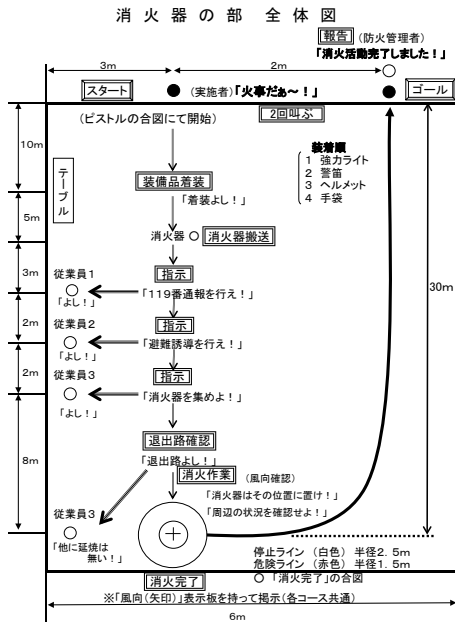 消火器の部 全体図
報告 (防火管理者)
「消火活動完了しました！」
3m
2m
スタート
(実施者)「火事だぁ～！」
ゴール
(ピストルの合図にて開始)
2回叫ぶ
10m
装着順
1 強力ライト
2 警笛
3 ヘルメット
4 手袋
テーブル
装備品着装
「着装よし！」
5m
消火器 消火器搬送
3m
従業員1
指示
「よし！」
「119番通報を行え！」
30m
2m
従業員2
指示
「よし！」
「避難誘導を行え！」
2m
従業員3
指示
「よし！」
「消火器を集めよ！」
8m
退出路確認
「退出路よし！」
消火作業 (風向確認)
「消火器はその位置に置け！」
「周辺の状況を確認せよ！」
従業員3
「他に延焼は
無い！」
停止ライン (白色) 半径2.5m
危険ライン (赤色) 半径1.5m
○「消火完了」の合図
消火完了
※「風向(矢印)」表示板を持って掲示(各コース共通)
6m